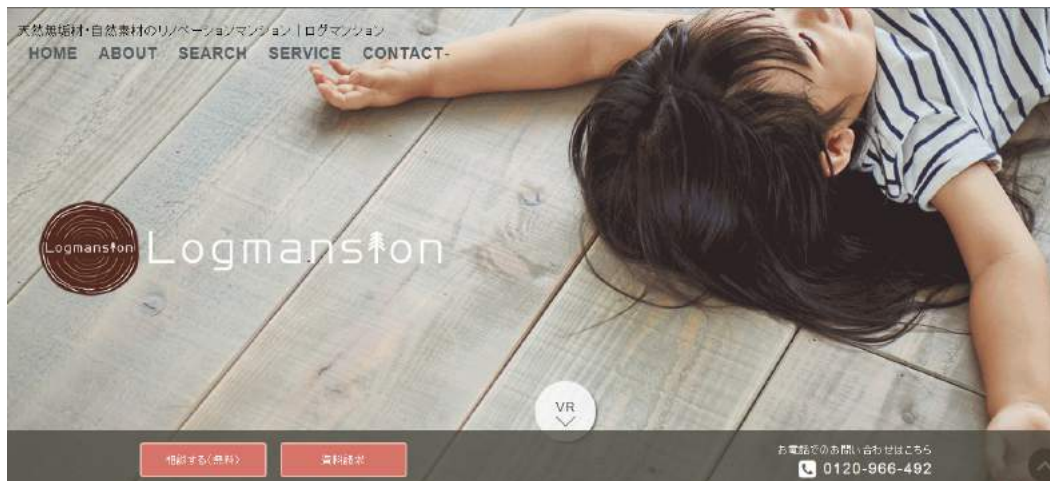 天然無垢材・自然素材のリノベーションマンション｜ログマンション
HOME ABOUT SEARCH SERVICE CONTACT-
Logmansion
Logmansion
VR
相談する(無料)
資料請求
お電話でのお問い合わせはこちら
0120-966-492